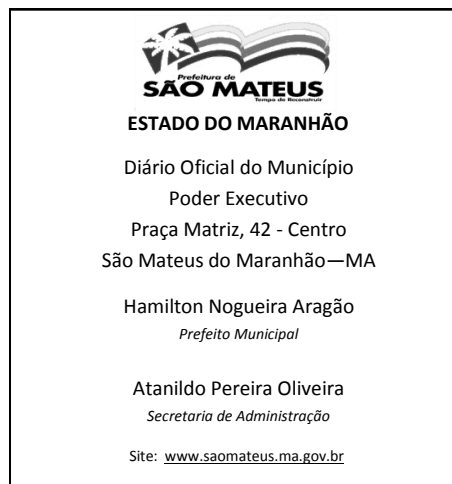 Prefeitura de
SÃO MATEUS
Tempo de Reconstruir
ESTADO DO MARANHÃO
Diário Oficial do Município
Poder Executivo
Praça Matriz, 42 - Centro
São Mateus do Maranhão—MA
Hamilton Nogueira Aragão
Prefeito Municipal
Atanildo Pereira Oliveira
Secretaria de Administração
Site: www.saomateus.ma.gov.br